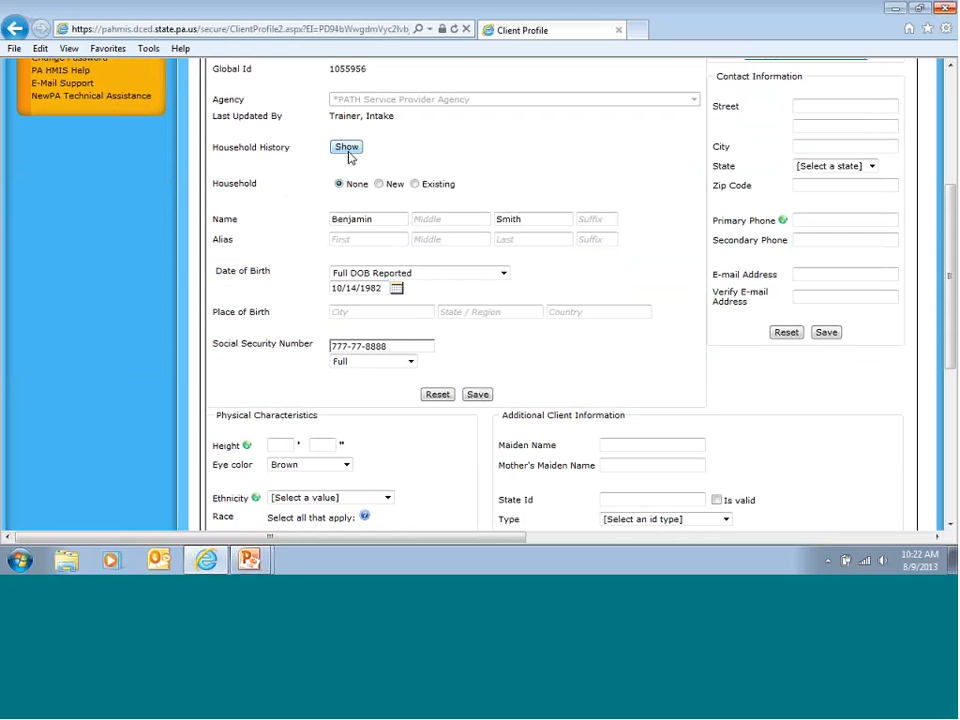 https://pahmis.dced.state.pa.us/secure/ClientProfile2.aspx?EI=PD94bWwgdmVyc2lvb
Client Profile
File Edit View Favorites Tools Help
Change Password
PA HMIS Help
E-Mail Support
NewPA Technical Assistance
Global Id 1055956
Agency *PATH Service Provider Agency
Last Updated By Trainer, Intake
Household History Show
Household None New Existing
Name Benjamin Middle Smith Suffix
Alias First Middle Last Suffix
Date of Birth Full DOB Reported
10/14/1982
Place of Birth City State / Region Country
Social Security Number 777-77-8888
Full
Reset Save
Contact Information
Street
City
State [Select a state]
Zip Code
Primary Phone
Secondary Phone
E-mail Address
Verify E-mail
Address
Reset Save
Physical Characteristics
Height ' "
Eye color Brown
Ethnicity [Select a value]
Race Select all that apply:
Additional Client Information
Maiden Name
Mother's Maiden Name
State Id Is valid
Type [Select an id type]
10:22 AM
8/9/2013